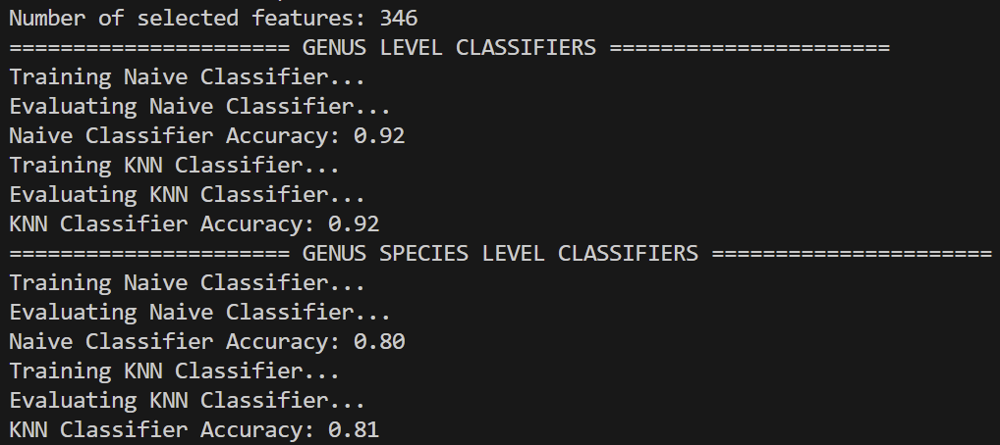 Number of selected features: 346
====================== GENUS LEVEL CLASSIFIERS ======================
Training Naive Classifier...
Evaluating Naive Classifier...
Naive Classifier Accuracy: 0.92
Training KNN Classifier...
Evaluating KNN Classifier...
KNN Classifier Accuracy: 0.92
====================== GENUS SPECIES LEVEL CLASSIFIERS ======================
Training Naive Classifier...
Evaluating Naive Classifier...
Naive Classifier Accuracy: 0.80
Training KNN Classifier...
Evaluating KNN Classifier...
KNN Classifier Accuracy: 0.81